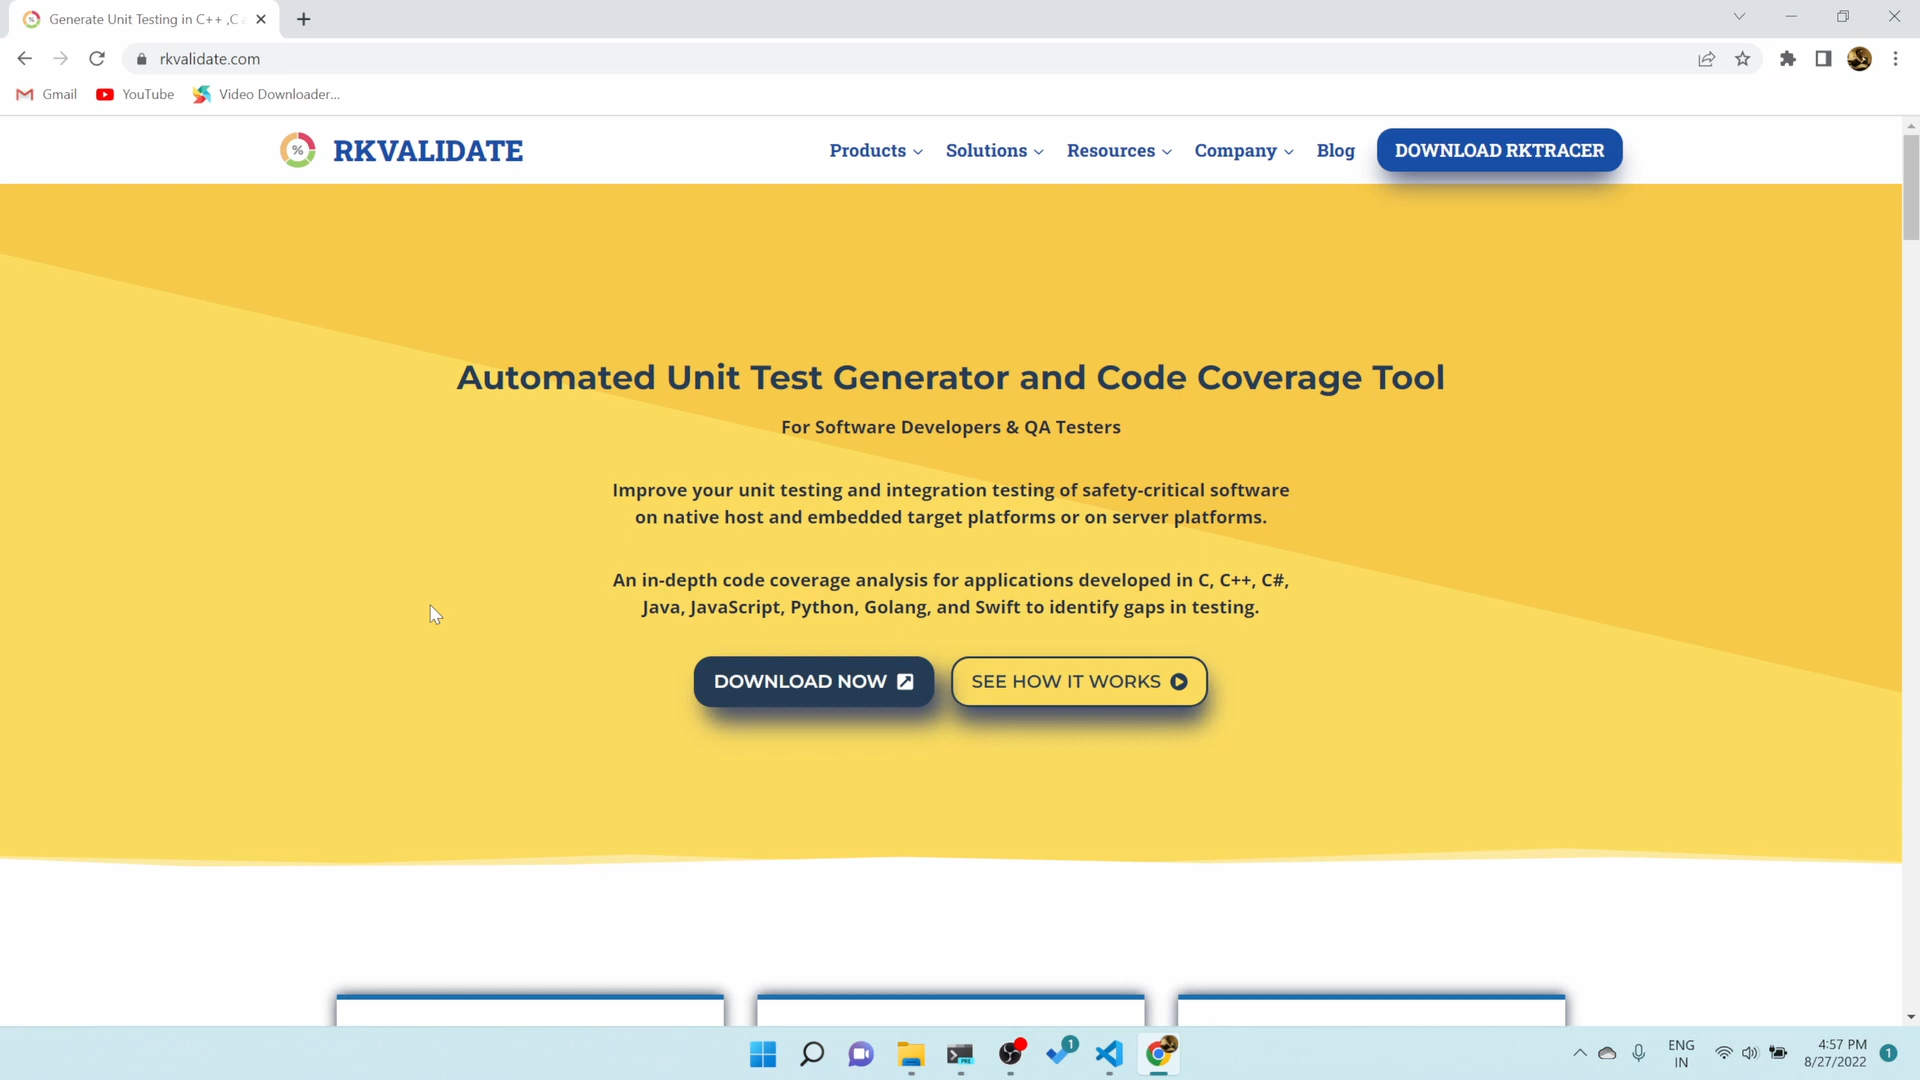 Generate Unit Testing in C++ ,C
rkvalidate.com
Gmail
YouTube
Video Downloader...
%
RKVALIDATE
Products
Solutions
Resources
Company
Blog
DOWNLOAD RKTRACER
Automated Unit Test Generator and Code Coverage Tool
For Software Developers & QA Testers
Improve your unit testing and integration testing of safety-critical software
on native host and embedded target platforms or on server platforms.
An in-depth code coverage analysis for applications developed in C, C++, C#,
Java, JavaScript, Python, Golang, and Swift to identify gaps in testing.
DOWNLOAD NOW
SEE HOW IT WORKS
PRE
1
ENG
IN
4:57 PM
8/27/2022
1